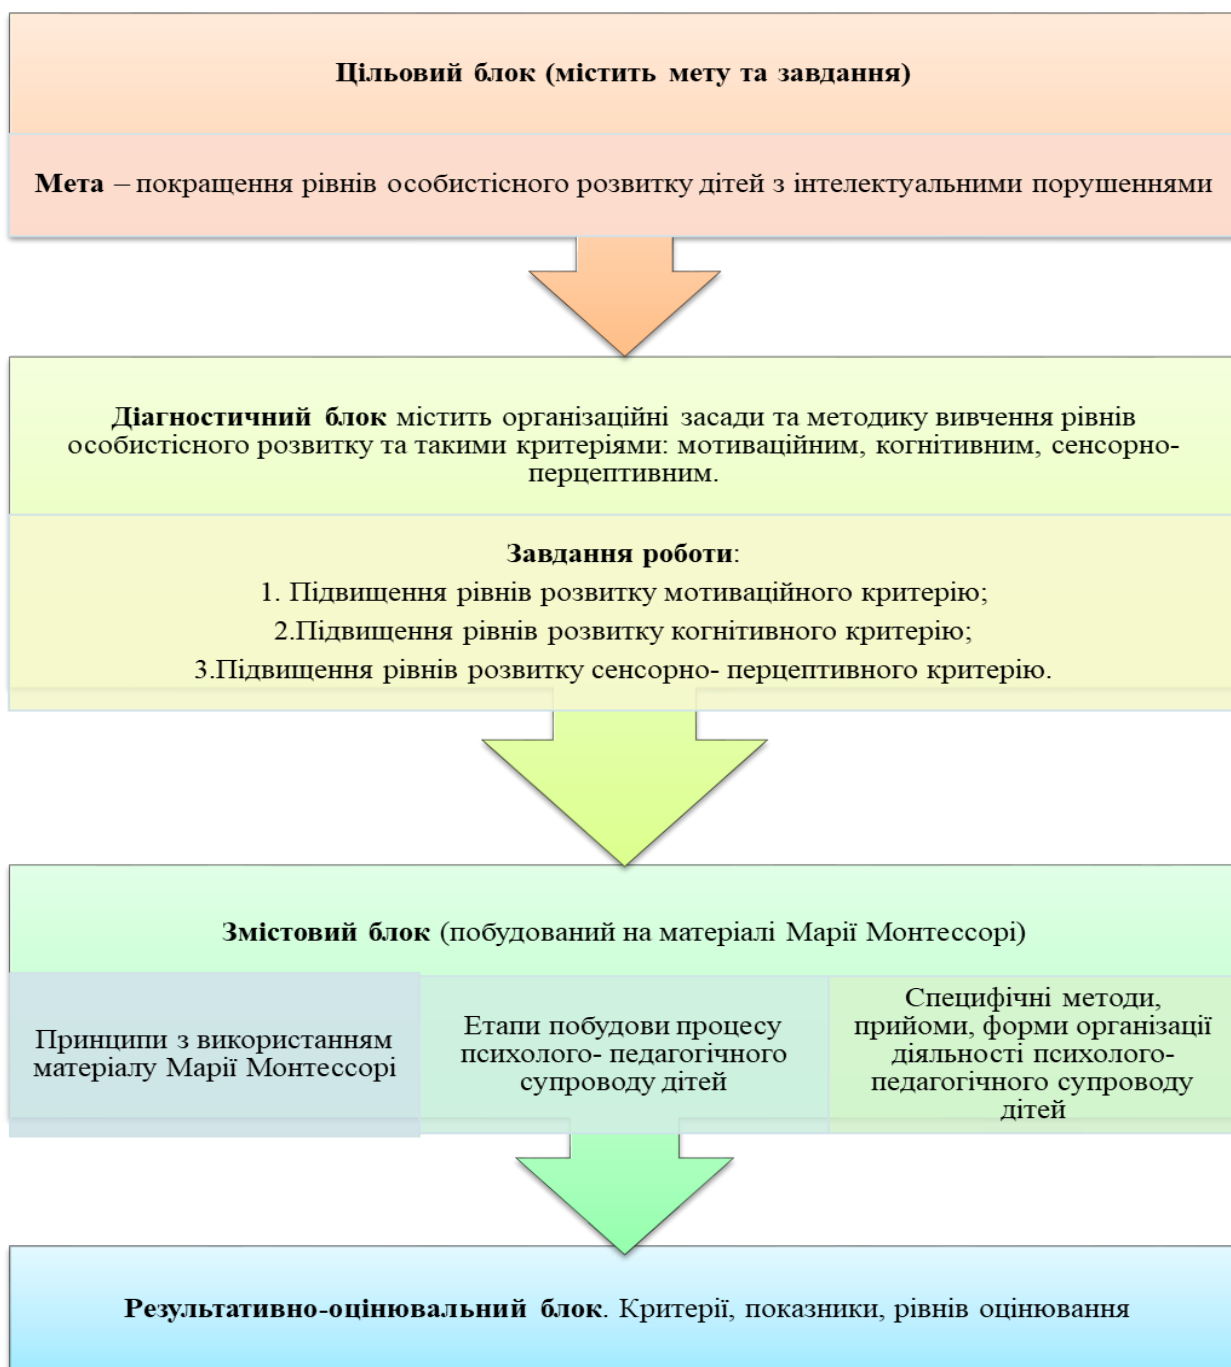 Цільовий блок (містить мету та завдання)
Мета – покращення рівнів особистісного розвитку дітей з інтелектуальними порушеннями
Діагностичний блок містить організаційні засади та методику вивчення рівнів
особистісного розвитку та такими критеріями: мотиваційним, когнітивним, сенсорно-
перцептивним.
Завдання роботи:
1. Підвищення рівнів розвитку мотиваційного критерію;
2.Підвищення рівнів розвитку когнітивного критерію;
3.Підвищення рівнів розвитку сенсорно- перцептивного критерію.
Змістовий блок (побудований на матеріалі Марії Монтессорі)
Принципи з використанням
матеріалу Марії Монтессорі
Етапи побудови процесу
психолого- педагогічного
супроводу дітей
Специфічні методи,
прийоми, форми організації
діяльності психолого-
педагогічного супроводу
дітей
Результативно-оцінювальний блок. Критерії, показники, рівнів оцінювання